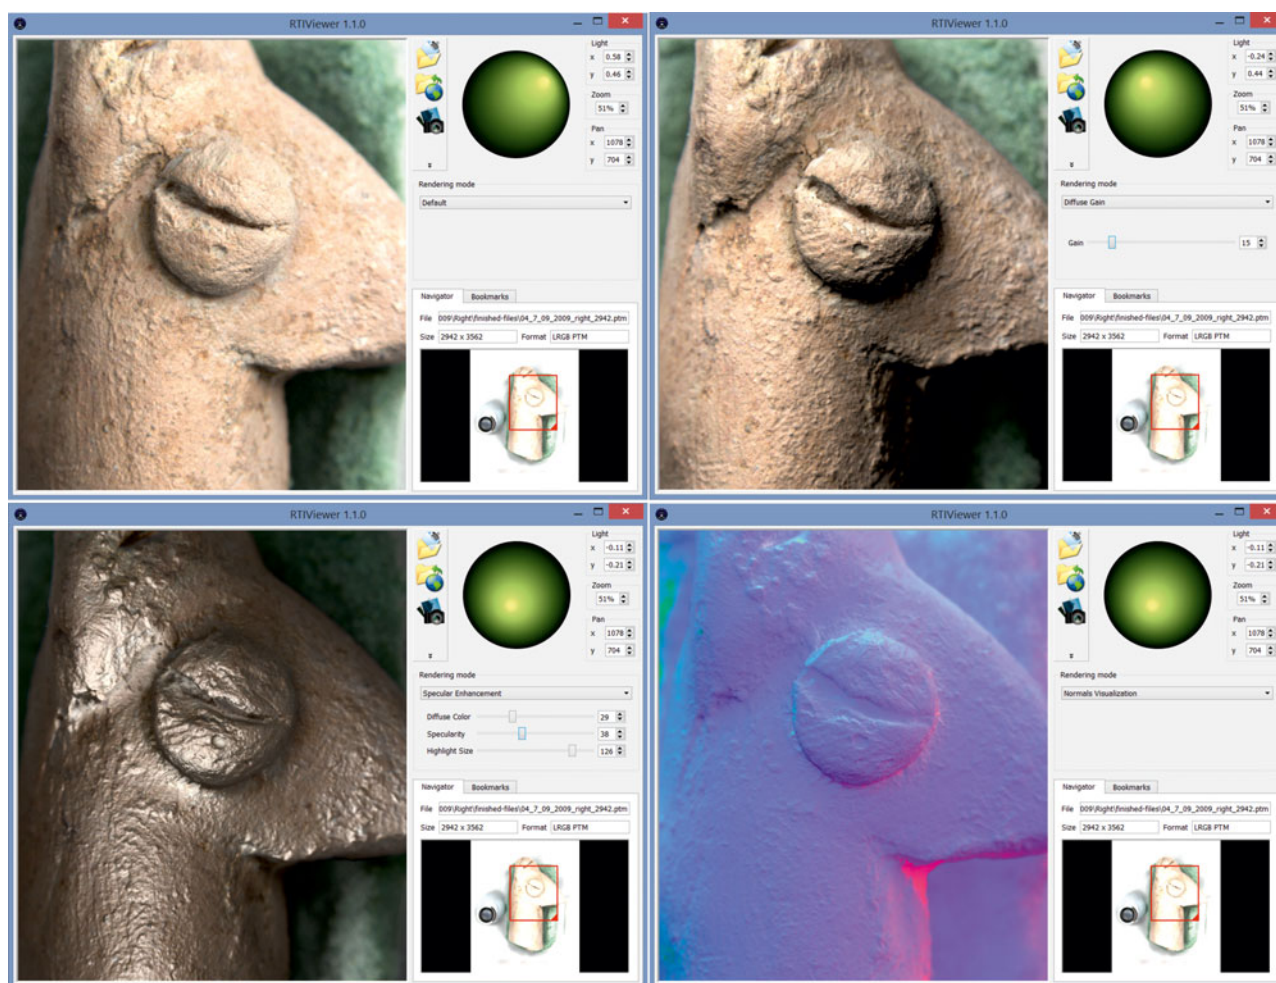 RTIViewer 1.1.0
Light
x 0.58
y 0.46
Zoom
51%
Pan
x 1078
y 704
Rendering mode
Default
Navigator Bookmarks
File 009\Right\finished-files\04_7_09_2009_right_2942.ptm
Size 2942 x 3562 Format LRGB PTM
RTIViewer 1.1.0
Light
x -0.24
y 0.44
Zoom
51%
Pan
x 1078
y 704
Rendering mode
Diffuse Gain
Gain 15
Navigator Bookmarks
File 009\Right\finished-files\04_7_09_2009_right_2942.ptm
Size 2942 x 3562 Format LRGB PTM
RTIViewer 1.1.0
Light
x -0.11
y -0.21
Zoom
51%
Pan
x 1078
y 704
Rendering mode
Specular Enhancement
Diffuse Color 29
Specularity 38
Highlight Size 126
Navigator Bookmarks
File 009\Right\finished-files\04_7_09_2009_right_2942.ptm
Size 2942 x 3562 Format LRGB PTM
RTIViewer 1.1.0
Light
x -0.11
y -0.21
Zoom
51%
Pan
x 1078
y 704
Rendering mode
Normals Visualization
Navigator Bookmarks
File 009\Right\finished-files\04_7_09_2009_right_2942.ptm
Size 2942 x 3562 Format LRGB PTM